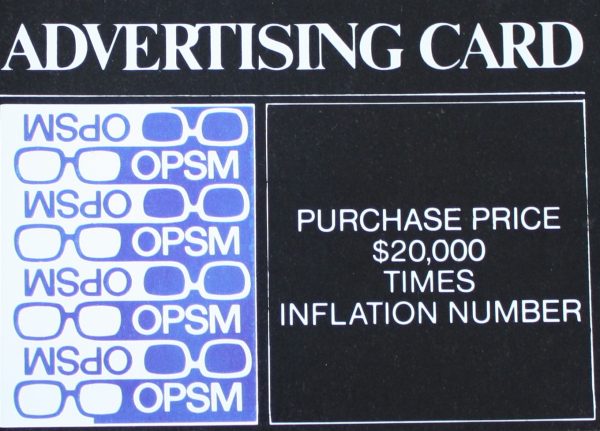 ADVERTISING CARD
OPSM
OPSM
OPSM
OPSM
OPSM
OPSM
OPSM
OPSM
PURCHASE PRICE
$20,000
TIMES
INFLATION NUMBER